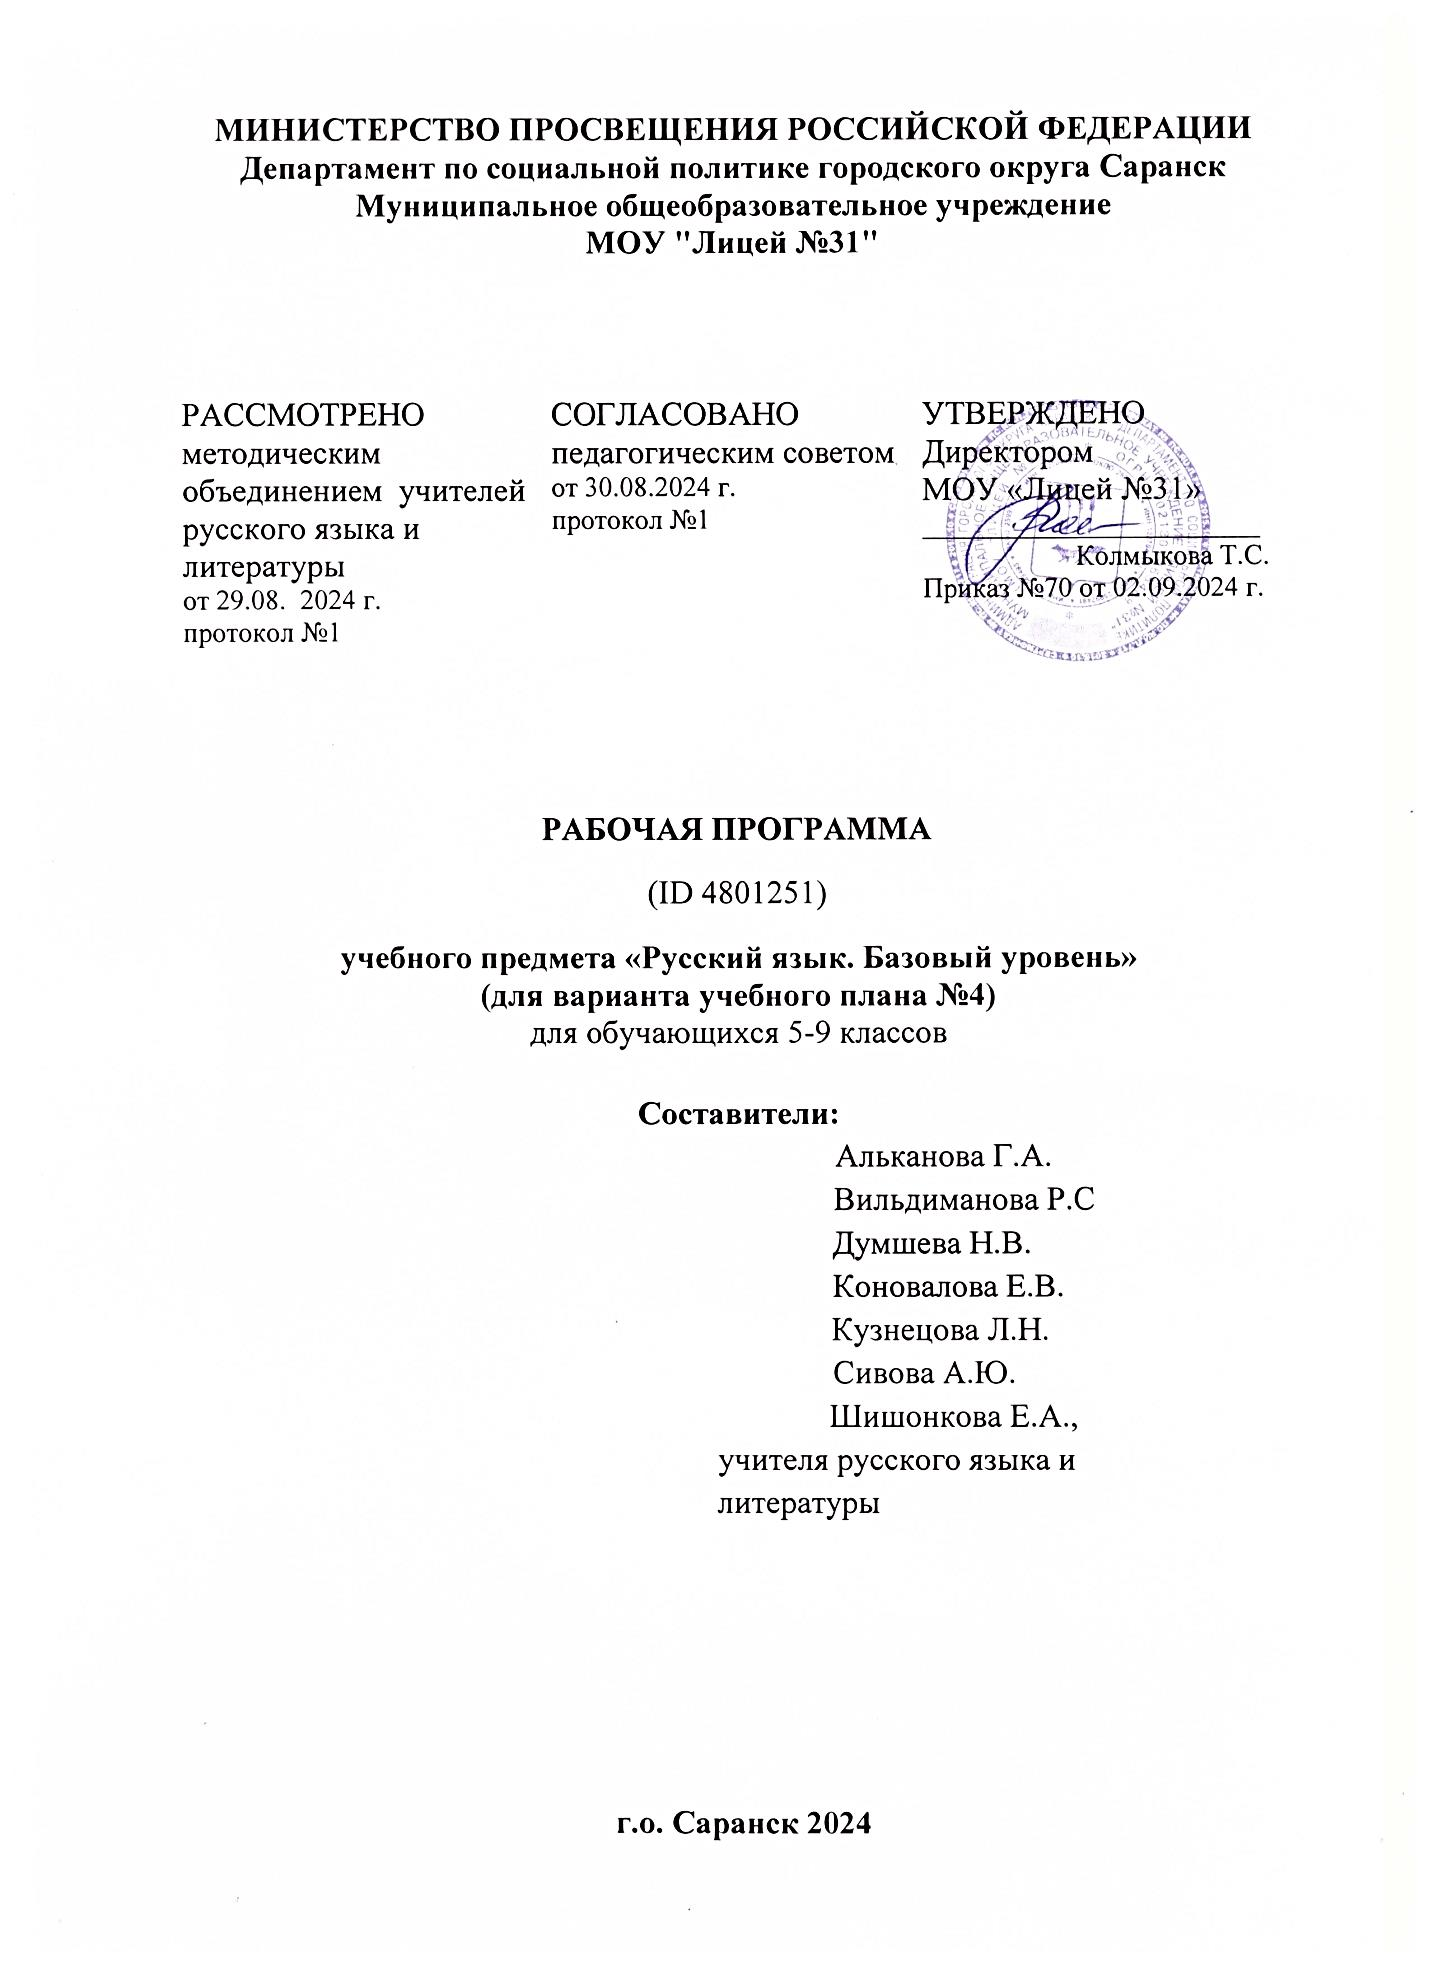 МИНИСТЕРСТВО ПРОСВЕЩЕНИЯ РОССИЙСКОЙ ФЕДЕРАЦИИ
Департамент по социальной политике городского округа Саранск
Муниципальное общеобразовательное учреждение
МОУ "Лицей №31"
РАССМОТРЕНО
методическим
объединением учителей
русского языка и
литературы
от 29.08. 2024 г.
протокол №1
СОГЛАСОВАНО
педагогическим советом
от 30.08.2024 г.
протокол №1
УТВЕРЖДЕНО
Директором
МОУ «Лицей №31»
Колмыкова Т.С.
Приказ №70 от 02.09.2024 г.
РАБОЧАЯ ПРОГРАММА
(ID 4801251)
учебного предмета «Русский язык. Базовый уровень»
(для варианта учебного плана №4)
для обучающихся 5-9 классов
Составители:
Альканова Г.А.
Вильдиманова Р.С
Думшева Н.В.
Коновалова Е.В.
Кузнецова Л.Н.
Сивова А.Ю.
Шишонкова Е.А.,
учителя русского языка и
литературы
г.о. Саранск 2024